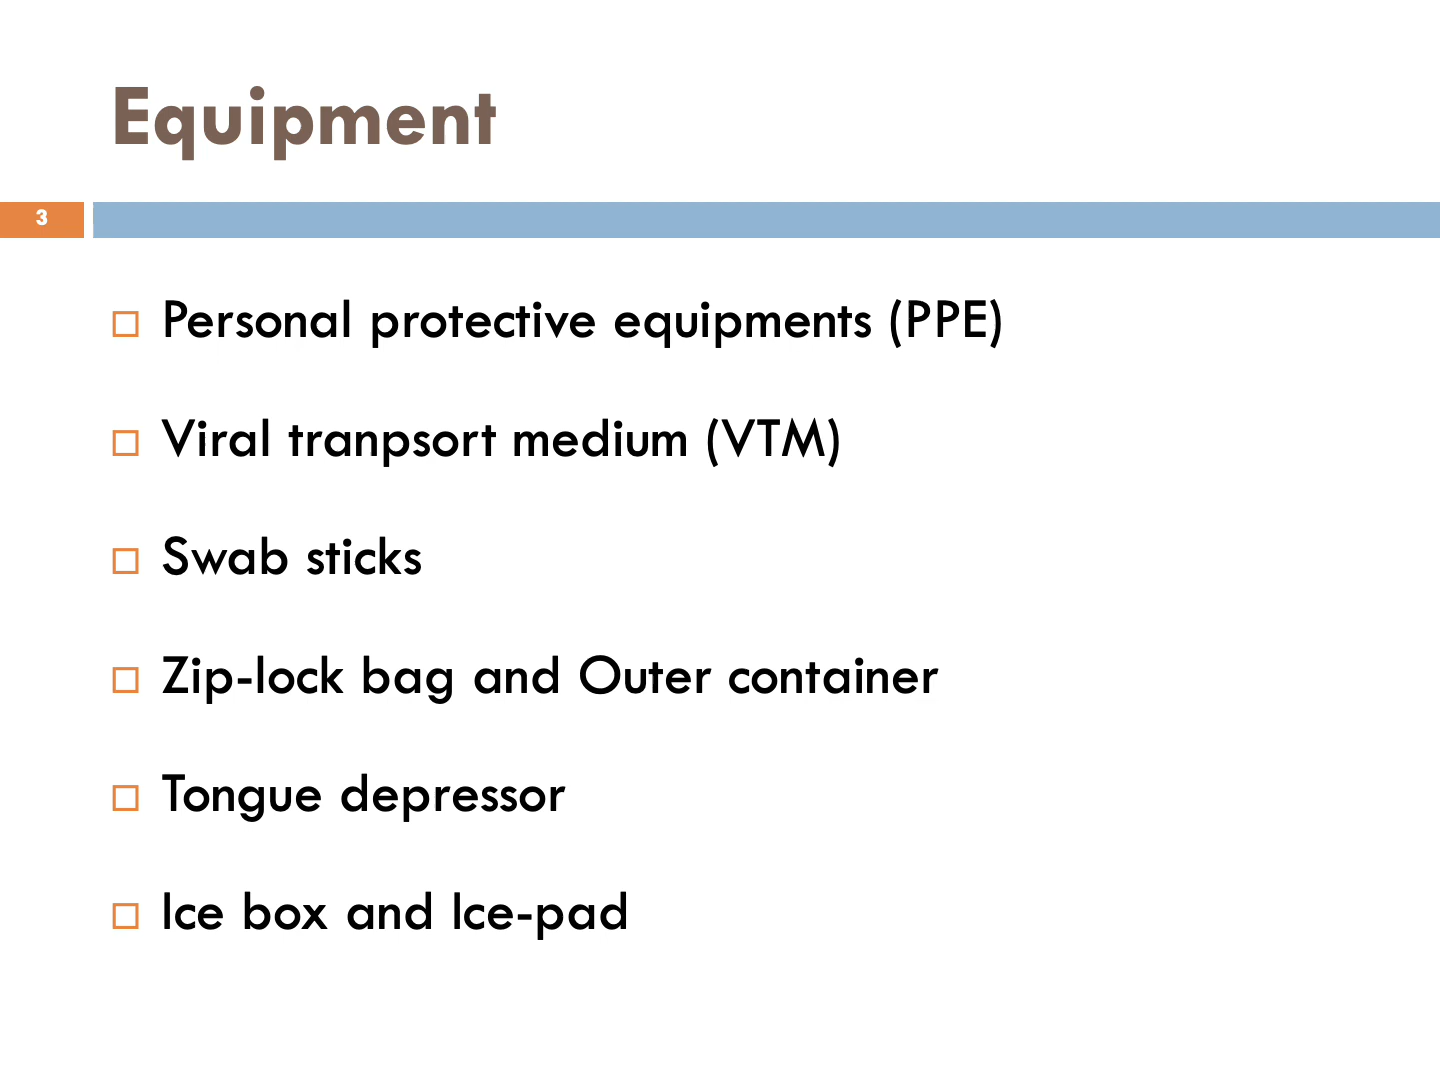 Equipment
3
Personal protective equipments (PPE)
Viral tranpsort medium (VTM)
Swab sticks
Zip-lock bag and Outer container
Tongue depressor
Ice box and Ice-pad